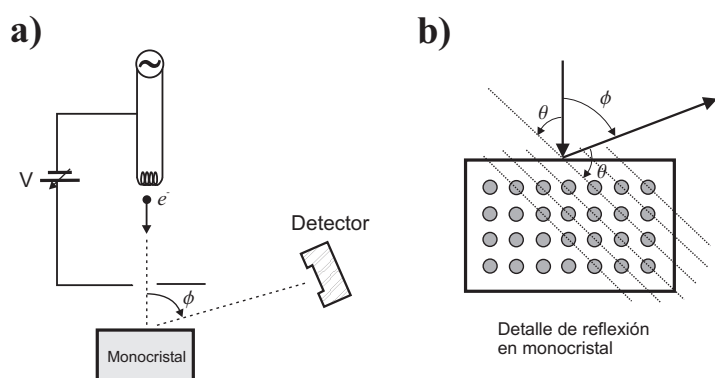 a)
V
e-
Detector
ϕ
Monocristal
b)
θ
ϕ
θ
Detalle de reflexión
en monocristal